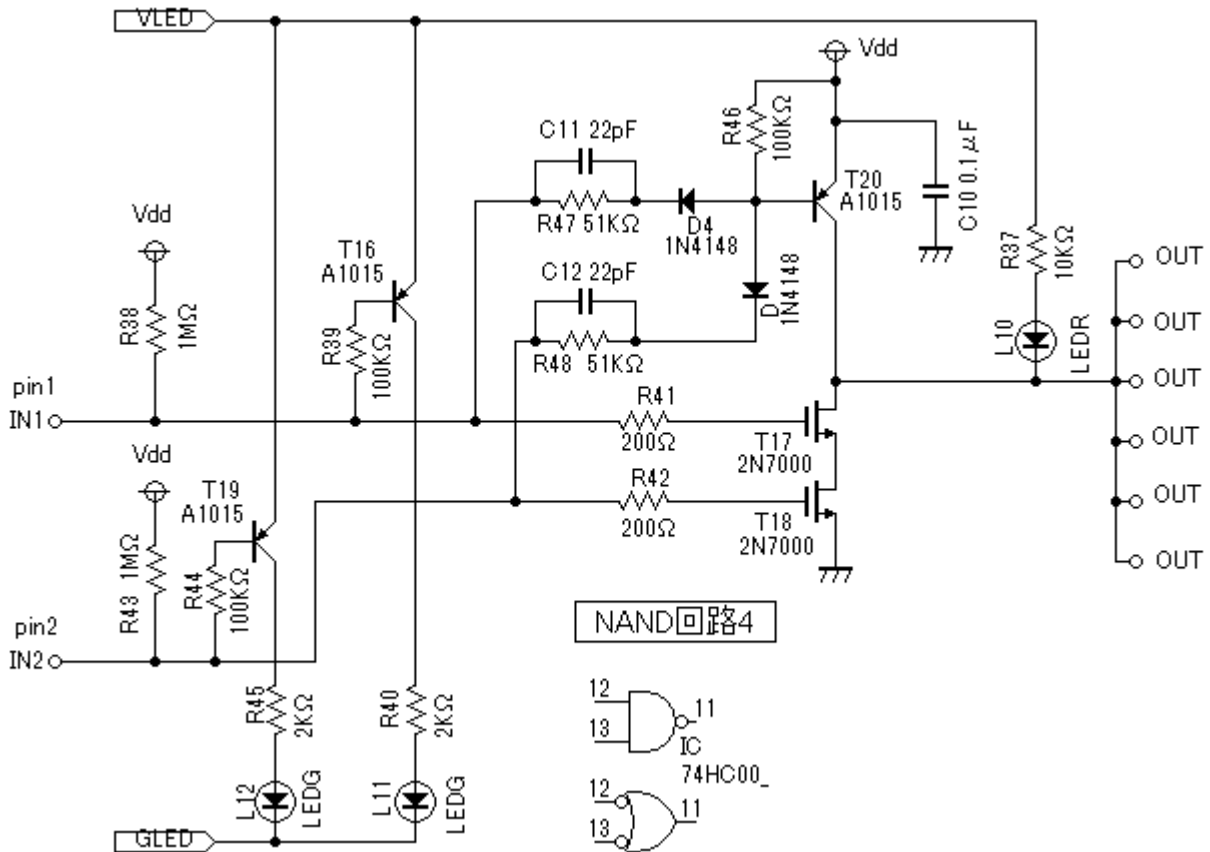 VLED
Vdd
R46
100KΩ
C11 22pF
T20
A1015
C10 0.1μF
R47 51KΩ
D4
1N4148
Vdd
T16
A1015
R37
10KΩ
OUT
C12 22pF
D
1N4148
R38
1MΩ
OUT
R39
100KΩ
R48 51KΩ
L10
LEDR
OUT
pin1
IN1
R41
200Ω
T17
2N7000
OUT
Vdd
T19
A1015
R42
200Ω
T18
2N7000
OUT
R43 1MΩ
R44
100KΩ
OUT
pin2
IN2
NAND回路4
R45
2KΩ
R40
2KΩ
12
13
11
IC
74HC00_
L12
LEDG
L11
LEDG
12
13
11
GLED